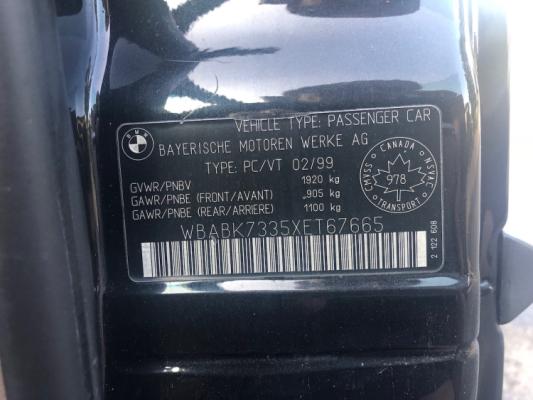 VEHICLE TYPE: PASSENGER CAR
BMW
BAYERISCHE MOTOREN WERKE AG
TYPE: PC/VT 02/99
GVWR/PNBV 1920 kg
GAWR/PNBE (FRONT/AVANT) 905 kg
GAWR/PNBE (REAR/ARRIERE) 1100 kg
WBABK7335XET67665
CANADA
CMVSS
NSVAC
978
TRANSPORT
2 122 608